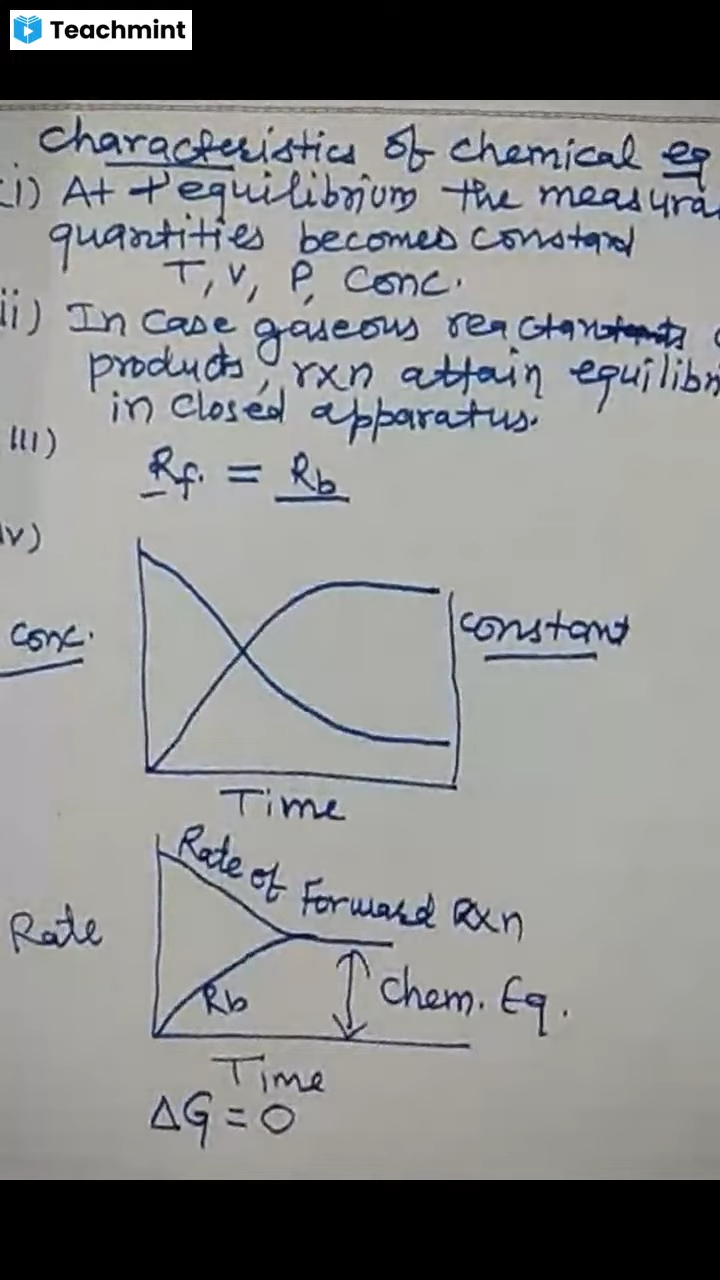 Teachmint
Characteristics of chemical eq
i) At t equilibrium the measura
quantities becomes constant
T, V, P, Conc.
ii) In case gaseous reactants
products, rxn attain equilibri
in closed apparatus.
III)
Rf. = Rb
iv)
Conc.
constant
Time
Rate of Forward Rxn
Rate
Rb
Chem. Eq.
Time
ΔG = 0